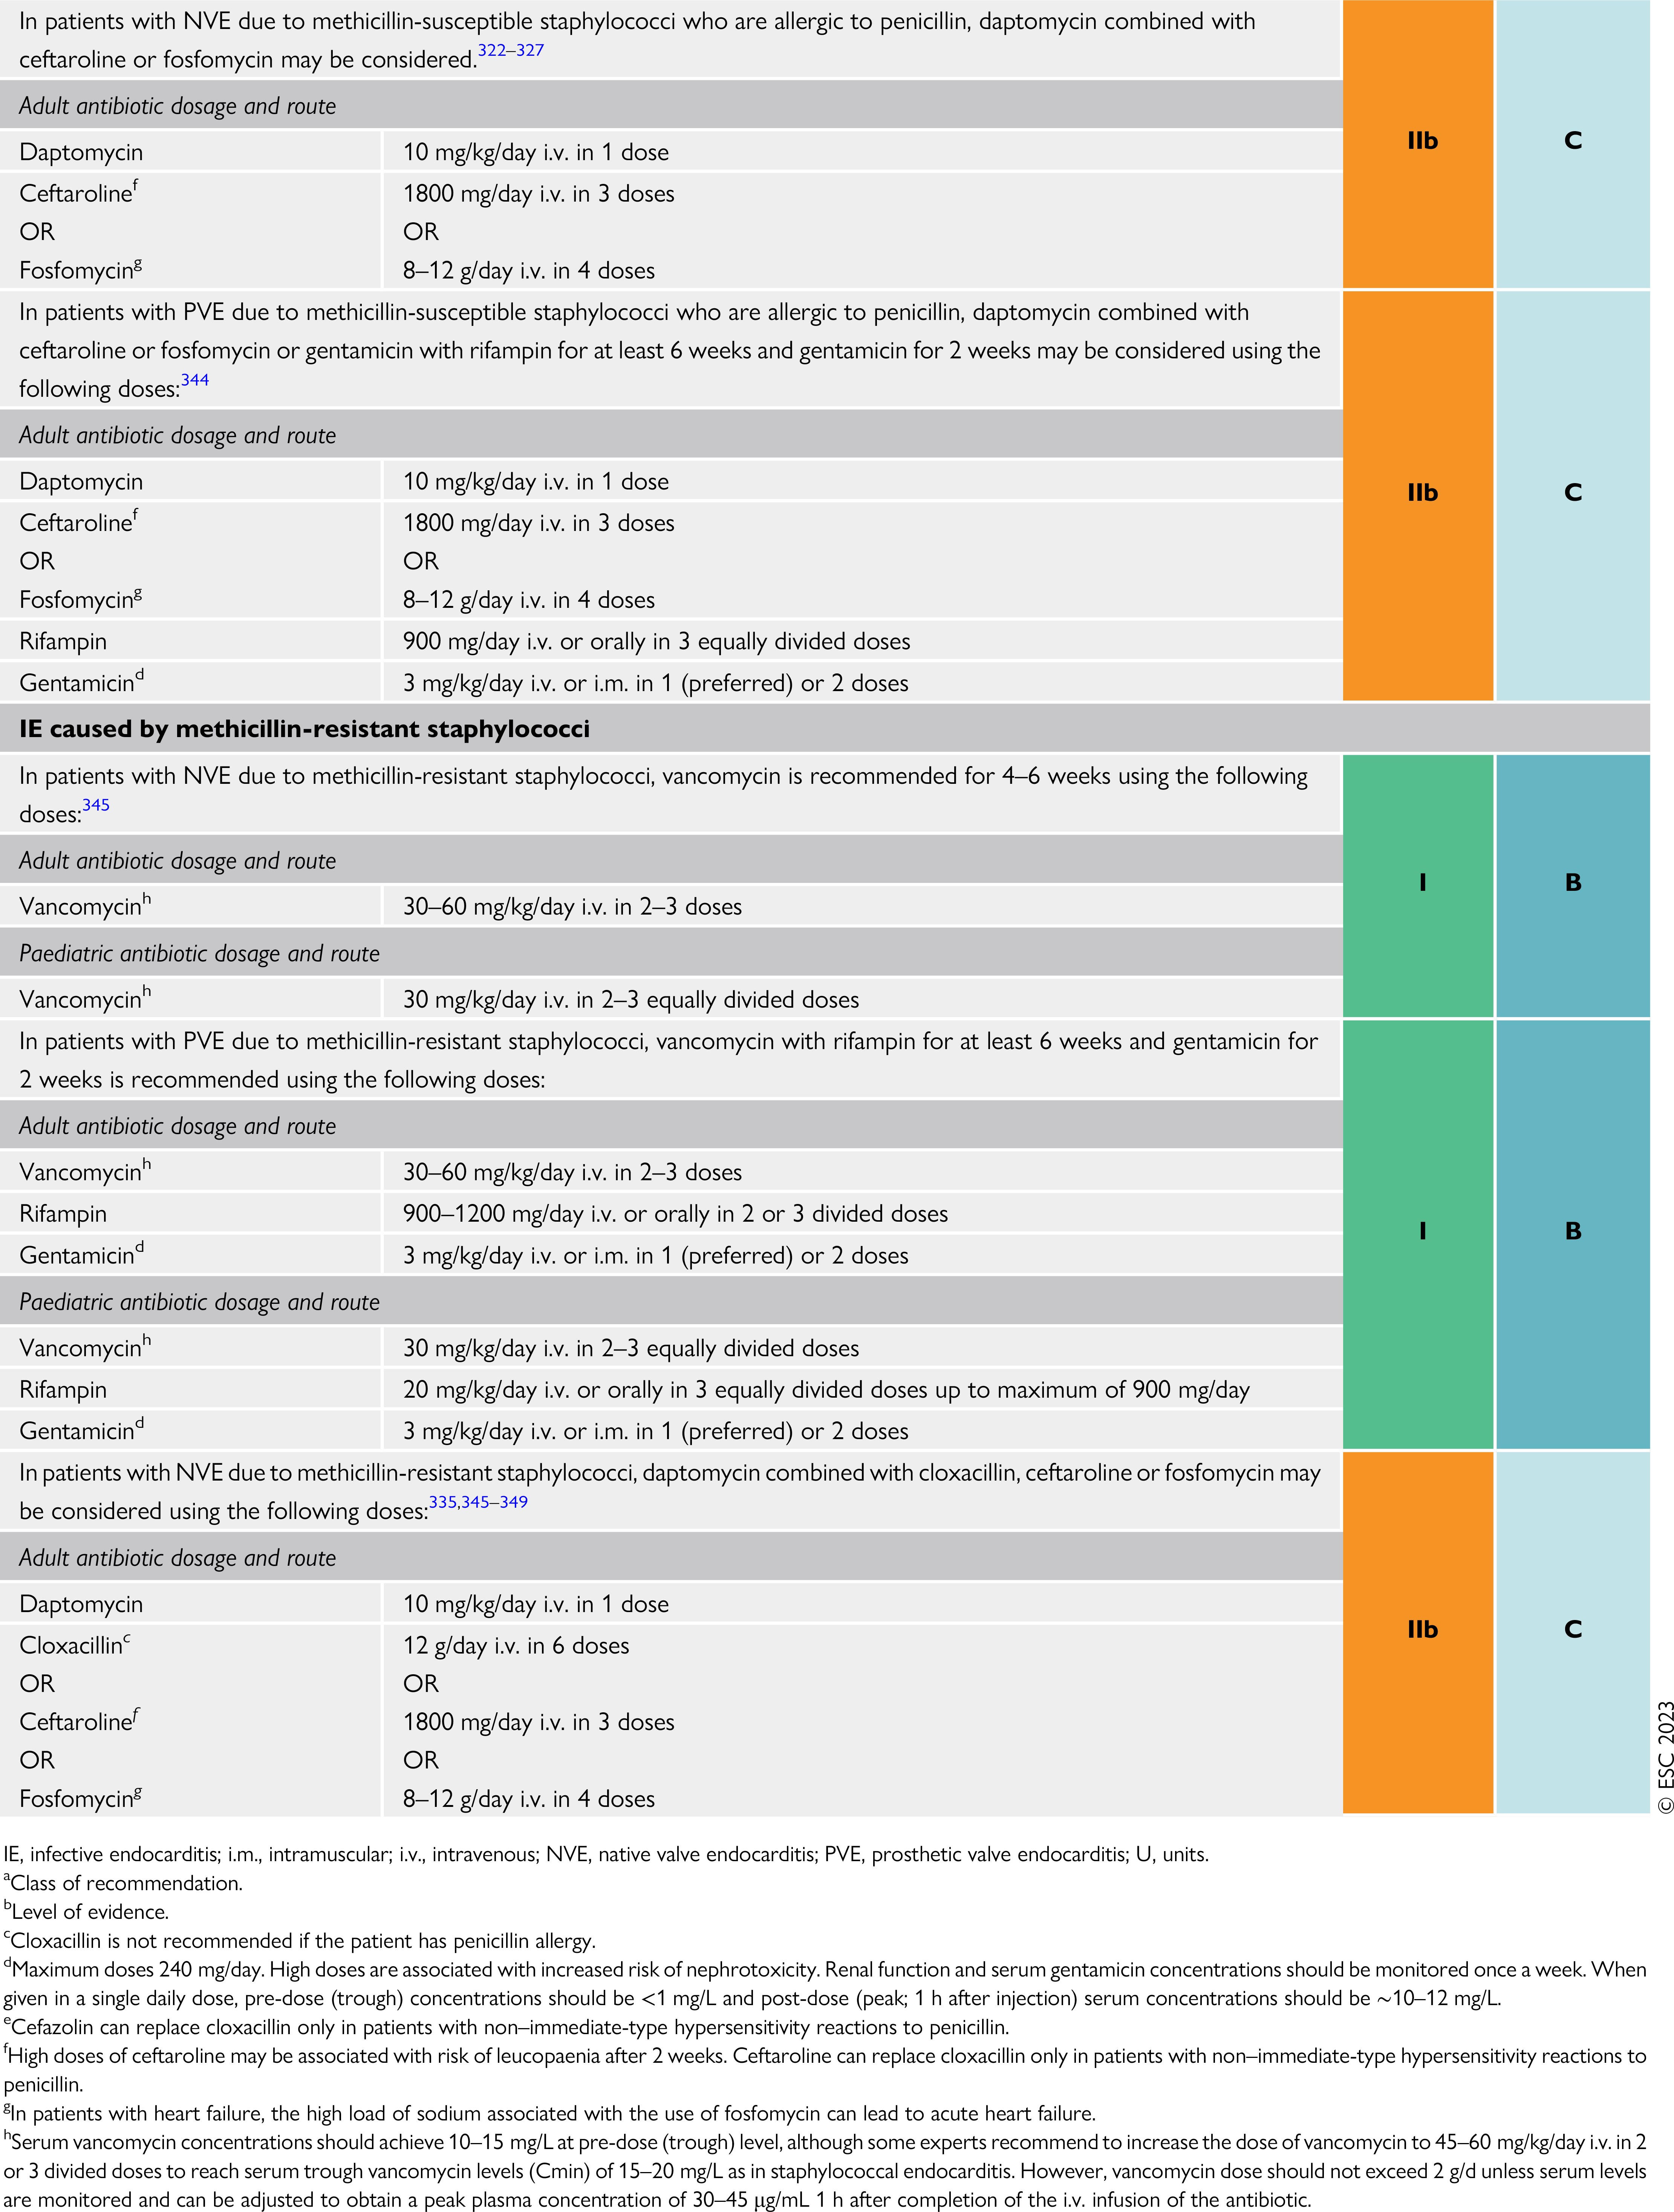 In patients with NVE due to methicillin-susceptible staphylococci who are allergic to penicillin, daptomycin combined with
ceftaroline or fosfomycin may be considered.322–327
IIb
C
Adult antibiotic dosage and route
Daptomycin 10 mg/kg/day i.v. in 1 dose
Ceftarolinef 1800 mg/day i.v. in 3 doses
OR OR
Fosfomycing 8–12 g/day i.v. in 4 doses
In patients with PVE due to methicillin-susceptible staphylococci who are allergic to penicillin, daptomycin combined with
ceftaroline or fosfomycin or gentamicin with rifampin for at least 6 weeks and gentamicin for 2 weeks may be considered using the
following doses:344
IIb
C
Adult antibiotic dosage and route
Daptomycin 10 mg/kg/day i.v. in 1 dose
Ceftarolinef 1800 mg/day i.v. in 3 doses
OR OR
Fosfomycing 8–12 g/day i.v. in 4 doses
Rifampin 900 mg/day i.v. or orally in 3 equally divided doses
Gentamicind 3 mg/kg/day i.v. or i.m. in 1 (preferred) or 2 doses
IE caused by methicillin-resistant staphylococci
In patients with NVE due to methicillin-resistant staphylococci, vancomycin is recommended for 4–6 weeks using the following
doses:345
I
B
Adult antibiotic dosage and route
Vancomycinh 30–60 mg/kg/day i.v. in 2–3 doses
Paediatric antibiotic dosage and route
Vancomycinh 30 mg/kg/day i.v. in 2–3 equally divided doses
In patients with PVE due to methicillin-resistant staphylococci, vancomycin with rifampin for at least 6 weeks and gentamicin for
2 weeks is recommended using the following doses:
I
B
Adult antibiotic dosage and route
Vancomycinh 30–60 mg/kg/day i.v. in 2–3 doses
Rifampin 900–1200 mg/day i.v. or orally in 2 or 3 divided doses
Gentamicind 3 mg/kg/day i.v. or i.m. in 1 (preferred) or 2 doses
Paediatric antibiotic dosage and route
Vancomycinh 30 mg/kg/day i.v. in 2–3 equally divided doses
Rifampin 20 mg/kg/day i.v. or orally in 3 equally divided doses up to maximum of 900 mg/day
Gentamicind 3 mg/kg/day i.v. or i.m. in 1 (preferred) or 2 doses
In patients with NVE due to methicillin-resistant staphylococci, daptomycin combined with cloxacillin, ceftaroline or fosfomycin may
be considered using the following doses:335,345–349
IIb
C
Adult antibiotic dosage and route
Daptomycin 10 mg/kg/day i.v. in 1 dose
Cloxacillinc 12 g/day i.v. in 6 doses
OR OR
Ceftarolinef 1800 mg/day i.v. in 3 doses
OR OR
Fosfomycing 8–12 g/day i.v. in 4 doses
© ESC 2023
IE, infective endocarditis; i.m., intramuscular; i.v., intravenous; NVE, native valve endocarditis; PVE, prosthetic valve endocarditis; U, units.
aClass of recommendation.
bLevel of evidence.
cCloxacillin is not recommended if the patient has penicillin allergy.
dMaximum doses 240 mg/day. High doses are associated with increased risk of nephrotoxicity. Renal function and serum gentamicin concentrations should be monitored once a week. When
given in a single daily dose, pre-dose (trough) concentrations should be <1 mg/L and post-dose (peak; 1 h after injection) serum concentrations should be ∼10–12 mg/L.
eCefazolin can replace cloxacillin only in patients with non–immediate-type hypersensitivity reactions to penicillin.
fHigh doses of ceftaroline may be associated with risk of leucopaenia after 2 weeks. Ceftaroline can replace cloxacillin only in patients with non–immediate-type hypersensitivity reactions to
penicillin.
gIn patients with heart failure, the high load of sodium associated with the use of fosfomycin can lead to acute heart failure.
hSerum vancomycin concentrations should achieve 10–15 mg/L at pre-dose (trough) level, although some experts recommend to increase the dose of vancomycin to 45–60 mg/kg/day i.v. in 2
or 3 divided doses to reach serum trough vancomycin levels (Cmin) of 15–20 mg/L as in staphylococcal endocarditis. However, vancomycin dose should not exceed 2 g/d unless serum levels
are monitored and can be adjusted to obtain a peak plasma concentration of 30–45 μg/mL 1 h after completion of the i.v. infusion of the antibiotic.